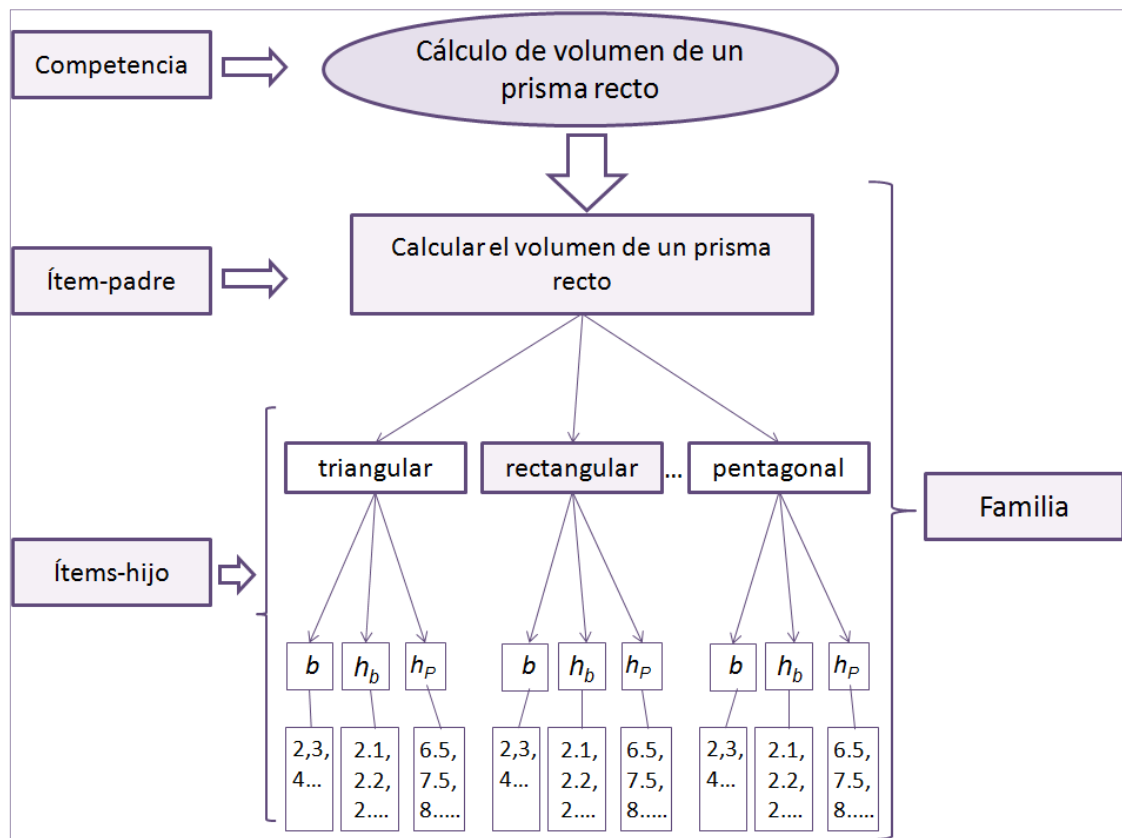 Competencia
Cálculo de volumen de un
prisma recto
Ítem-padre
Calcular el volumen de un prisma
recto
triangular
rectangular
...
pentagonal
Familia
Ítems-hijo
b
h_b
h_P
b
h_b
h_P
b
h_b
h_P
2,3,
4...
2.1,
2.2,
2....
6.5,
7.5,
8.....
2,3,
4...
2.1,
2.2,
2....
6.5,
7.5,
8.....
2,3,
4...
2.1,
2.2,
2....
6.5,
7.5,
8.....